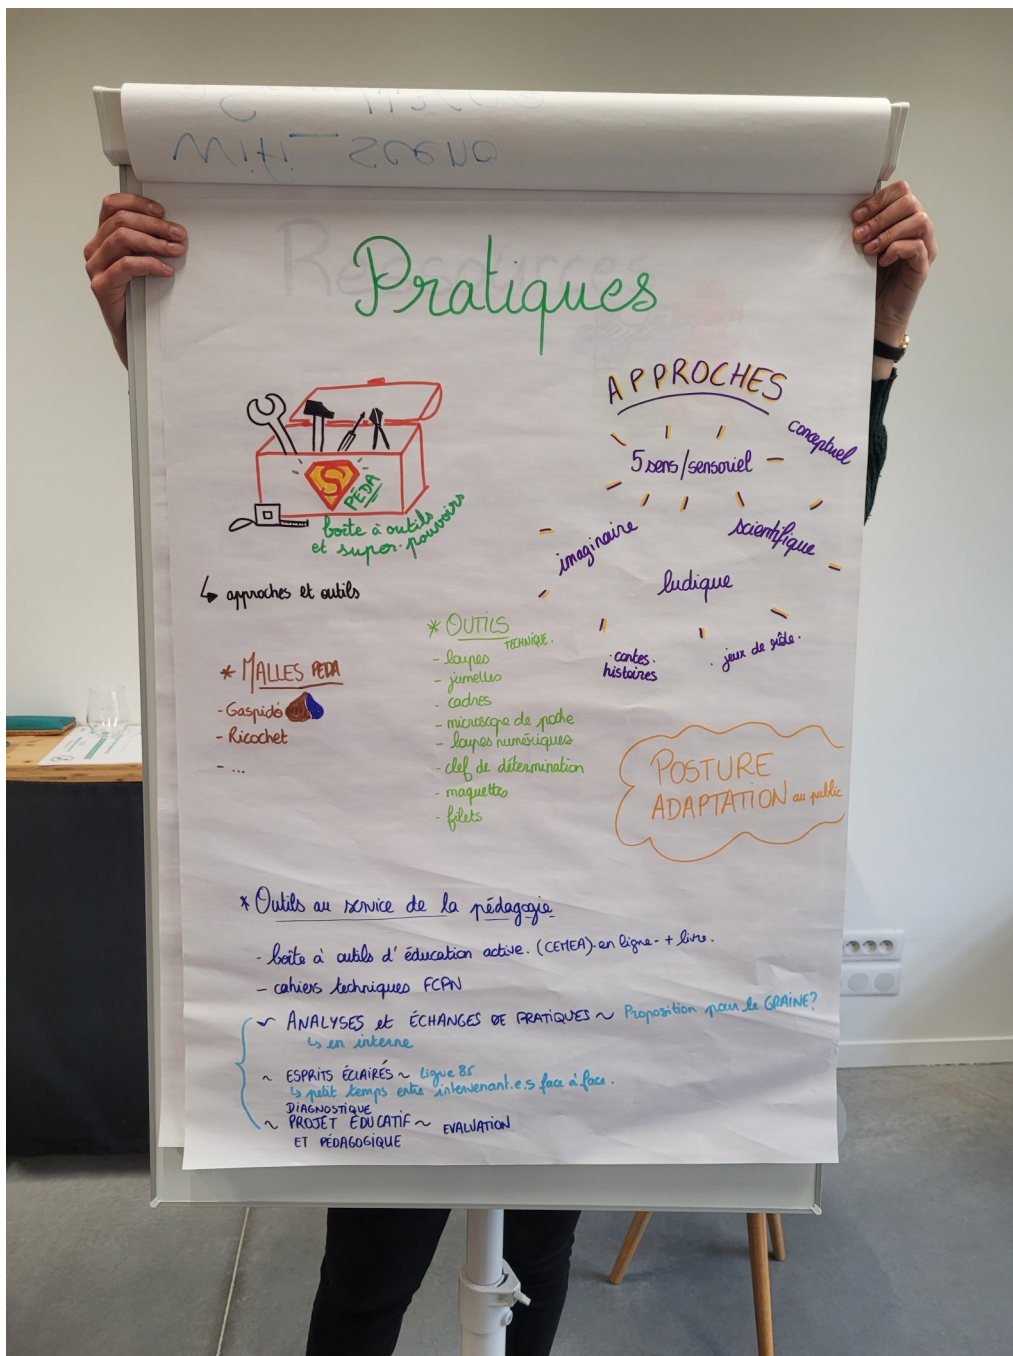 Wifi_Sceno
Ressources
Pratiques
S
PÉDA
boîte à outils
et super-pouvoirs
↳ approches et outils
APPROCHES
conceptuel
5 sens/sensoriel
imaginaire
scientifique
ludique
. contes.
histoires
. jeux de rôle.
* MALLES PEDA
- Gaspido
- Ricochet
- ...
* OUTILS
TECHNIQUE.
- loupes
- jumelles
- cadres
- microscope de poche
- loupes numériques
- clef de détermination
- maquettes
- filets
POSTURE
ADAPTATION au public
* Outils au service de la pédagogie
- boîte à outils d'éducation active. (CEMEA)-en ligne- + livre.
- cahiers techniques FCPN
~ ANALYSES et ÉCHANGES DE PRATIQUES ~ Proposition pour le GRAINE?
↳ en interne
~ ESPRITS ÉCLAIRÉS ~ Ligue 85
↳ petit temps entre intervenant.e.s face à face.
DIAGNOSTIQUE
~ PROJET ÉDUCATIF ~ EVALUATION
ET PÉDAGOGIQUE